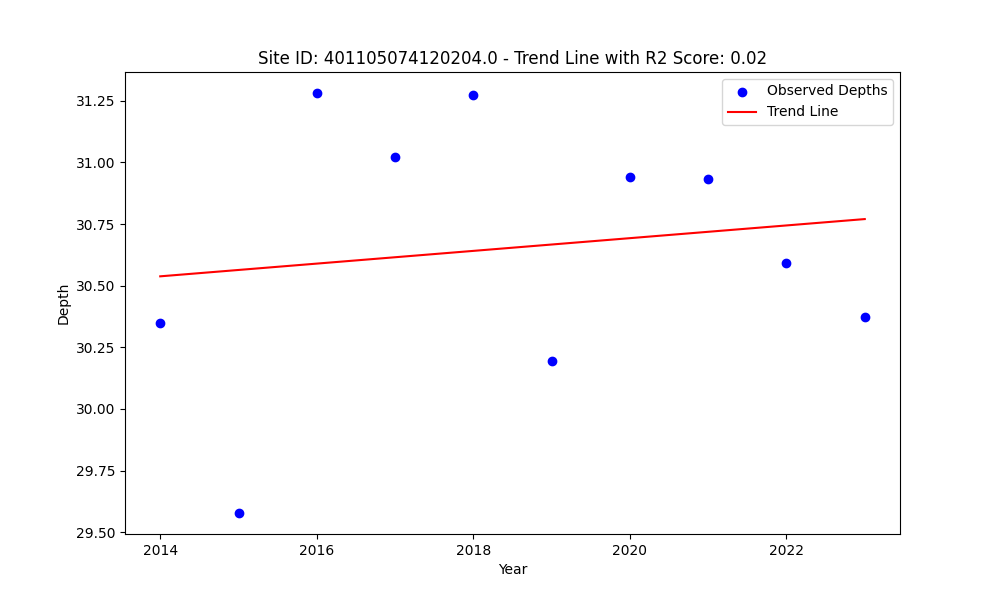 Site ID: 401105074120204.0 - Trend Line with R2 Score: 0.02
Observed Depths
Trend Line
31.25
31.00
30.75
30.50
30.25
30.00
29.75
29.50
Depth
2014
2016
2018
2020
2022
Year